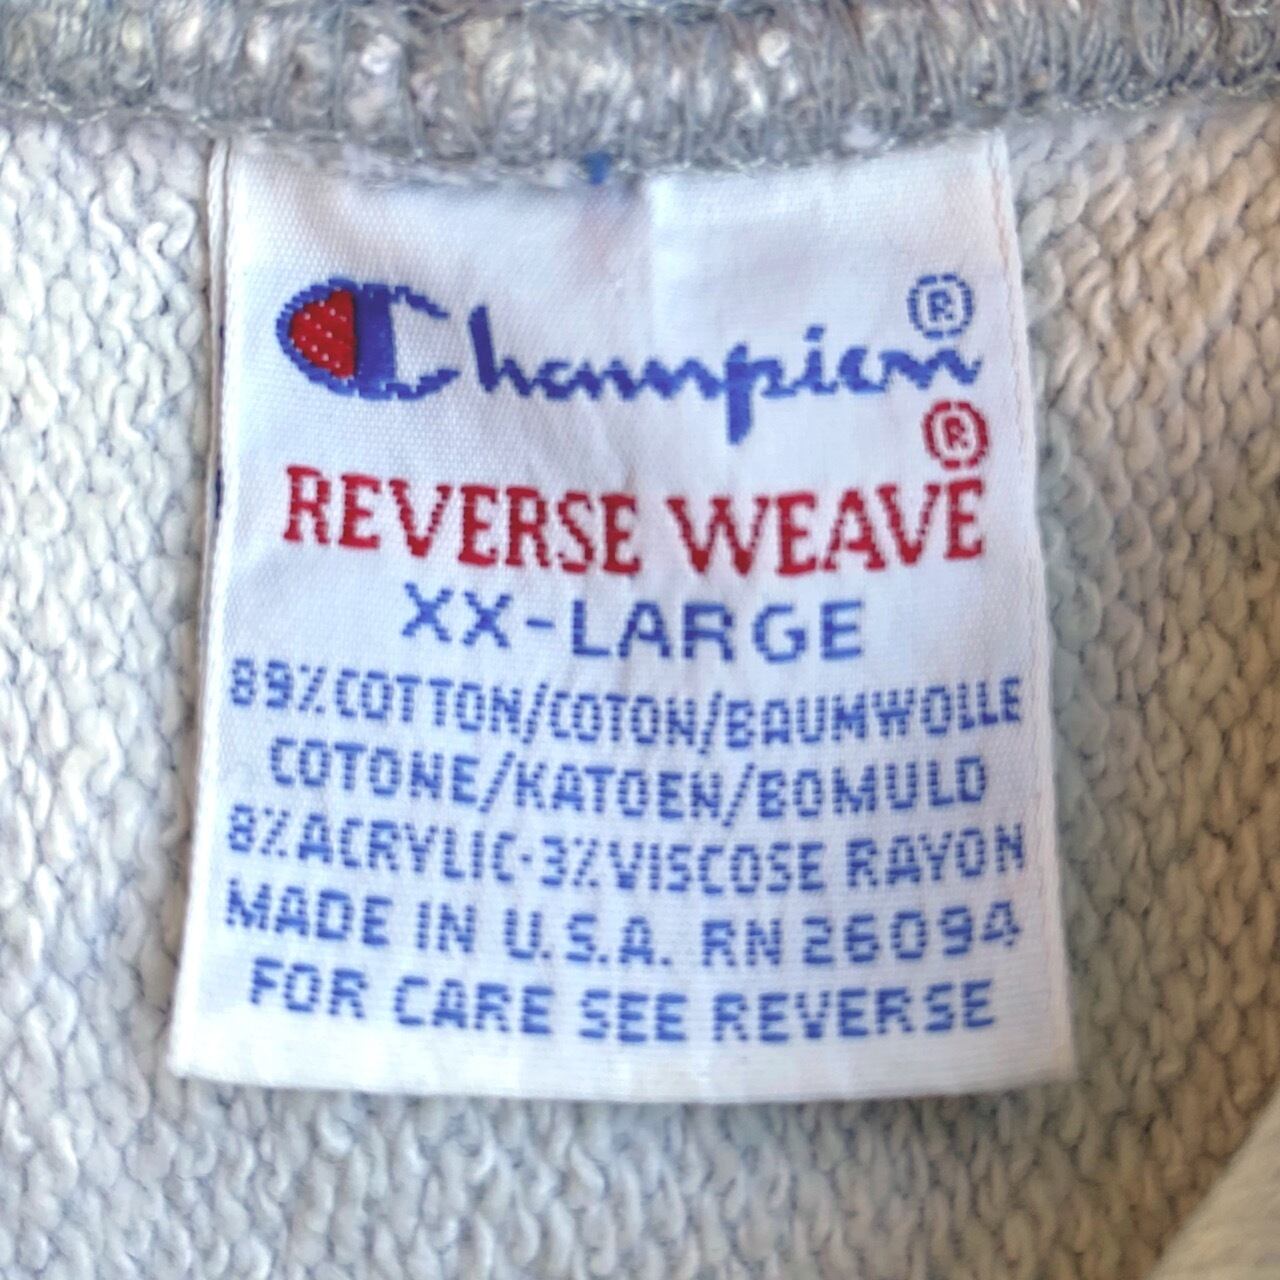 Champion®
REVERSE WEAVE®
XX-LARGE
89%COTTON/COTON/BAUMWOLLE
COTONE/KATOEN/BOMULD
8%ACRYLIC-3%VISCOSE RAYON
MADE IN U.S.A. RN 26094
FOR CARE SEE REVERSE